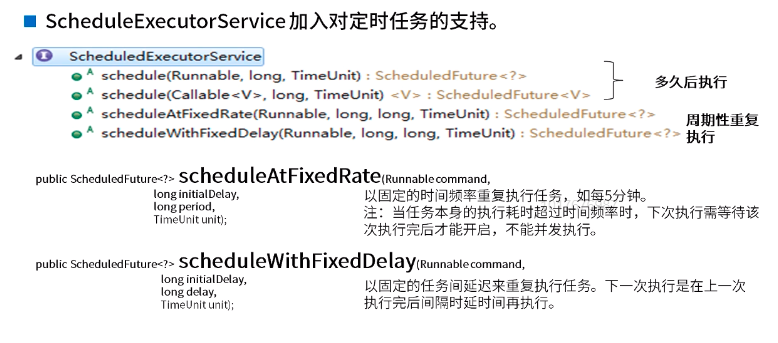 ScheduleExecutorService 加入对定时任务的支持。
ScheduledExecutorService
schedule(Runnable, long, TimeUnit) : ScheduledFuture<?>
schedule(Callable<V>, long, TimeUnit) <V> : ScheduledFuture<V>
多久后执行
scheduleAtFixedRate(Runnable, long, long, TimeUnit) : ScheduledFuture<?>
scheduleWithFixedDelay(Runnable, long, long, TimeUnit) : ScheduledFuture<?>
周期性重复
执行
public ScheduledFuture<?> scheduleAtFixedRate(Runnable command,
long initialDelay,
long period,
TimeUnit unit);
以固定的时间频率重复执行任务，如每5分钟。
注：当任务本身的执行耗时超过时间频率时，下次执行需等待该
次执行完后才能开启，不能并发执行。
public ScheduledFuture<?> scheduleWithFixedDelay(Runnable command,
long initialDelay,
long delay,
TimeUnit unit);
以固定的任务间延迟来重复执行任务。下一次执行是在上一次
执行完后间隔时延时间再执行。